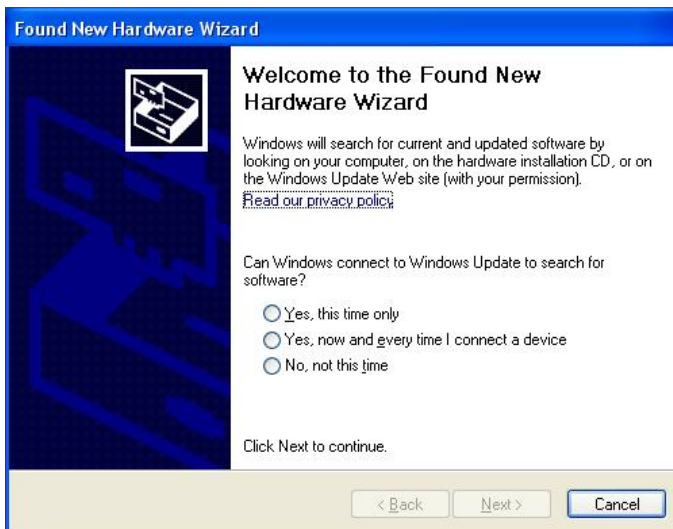 Found New Hardware Wizard
Welcome to the Found New
Hardware Wizard
Windows will search for current and updated software by
looking on your computer, on the hardware installation CD, or on
the Windows Update Web site (with your permission).
Read our privacy policy
Can Windows connect to Windows Update to search for
software?
Yes, this time only
Yes, now and every time I connect a device
No, not this time
Click Next to continue.
< Back Next > Cancel